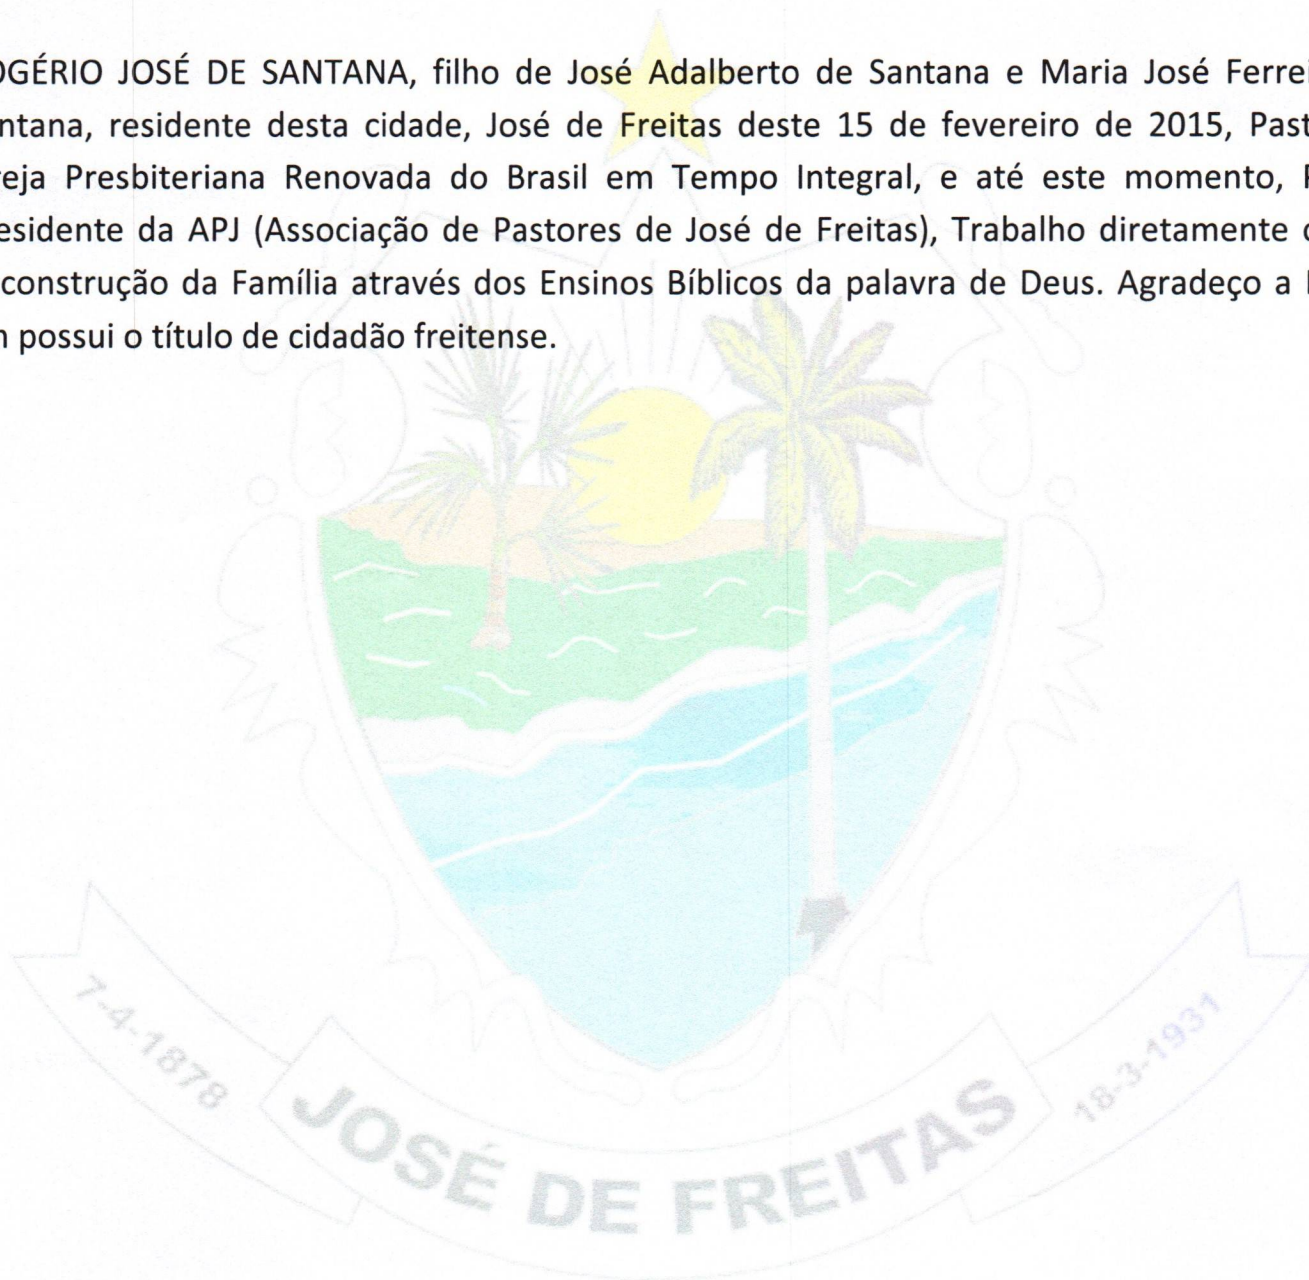 OGÉRIO JOSÉ DE SANTANA, filho de José Adalberto de Santana e Maria José Ferrei
ntana, residente desta cidade, José de Freitas deste 15 de fevereiro de 2015, Past
reja Presbiteriana Renovada do Brasil em Tempo Integral, e até este momento, P
esidente da APJ (Associação de Pastores de José de Freitas), Trabalho diretamente c
construção da Família através dos Ensinos Bíblicos da palavra de Deus. Agradeço a
possui o título de cidadão freitense.
7-4-1878
JOSÉ DE FREITAS
18-3-1931